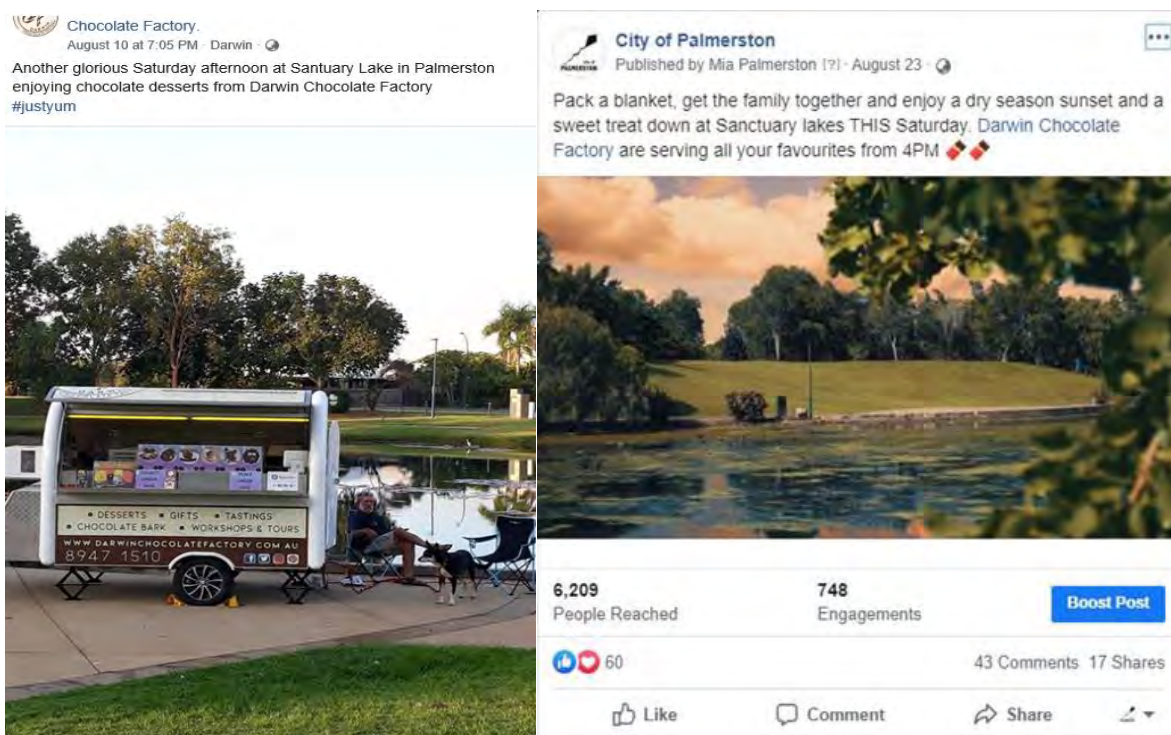 Chocolate Factory.
August 10 at 7:05 PM · Darwin ·
Another glorious Saturday afternoon at Santuary Lake in Palmerston
enjoying chocolate desserts from Darwin Chocolate Factory
#justyum
• DESSERTS • GIFTS • TASTINGS
• CHOCOLATE BARK • WORKSHOPS & TOURS
WWW.DARWINCHOCOLATEFACTORY.COM.AU
8947 1510
City of Palmerston
Published by Mia Palmerston [?] · August 23 ·
Pack a blanket, get the family together and enjoy a dry season sunset and a
sweet treat down at Sanctuary lakes THIS Saturday. Darwin Chocolate
Factory are serving all your favourites from 4PM
6,209
People Reached
748
Engagements
Boost Post
60
43 Comments 17 Shares
Like
Comment
Share
PALMERSTON